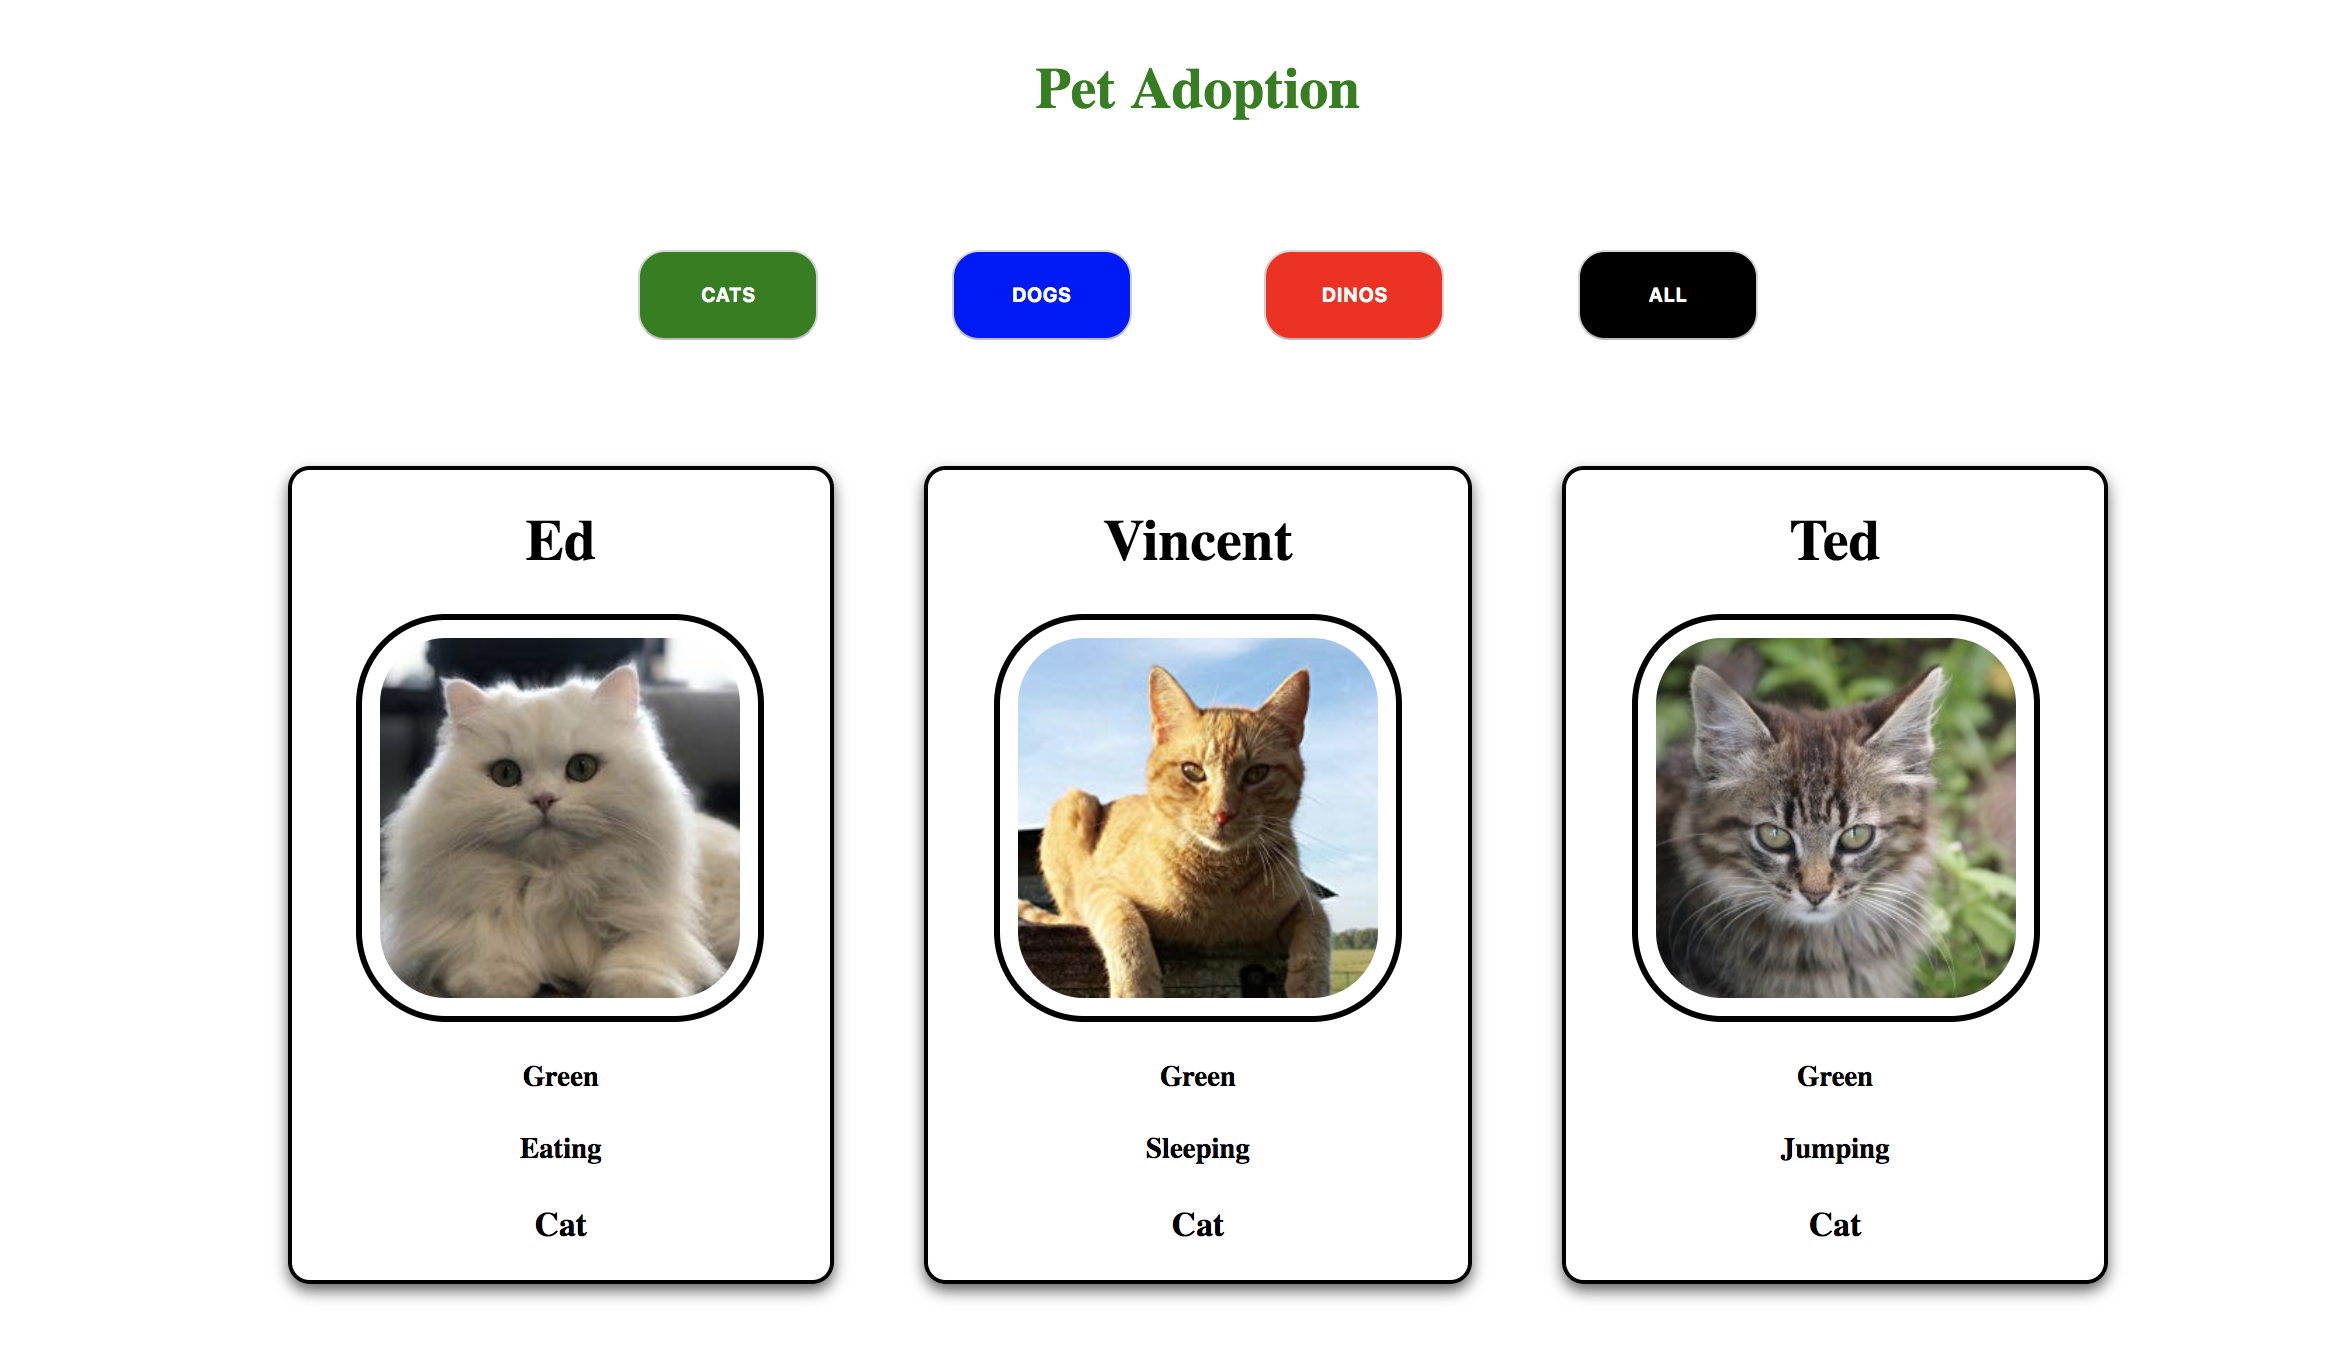 Pet Adoption
CATS DOGS DINOS ALL
Ed
Green
Eating
Cat
Vincent
Green
Sleeping
Cat
Ted
Green
Jumping
Cat